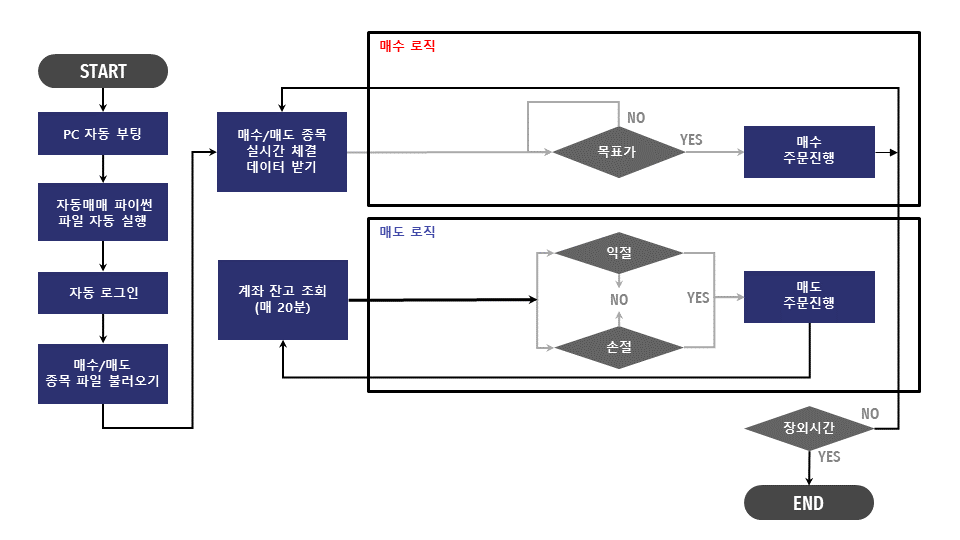 START
PC 자동 부팅
자동매매 파이썬
파일 자동 실행
자동 로그인
매수/매도
종목 파일 불러오기
매수/매도 종목
실시간 체결
데이터 받기
매수 로직
목표가
NO
YES
매수
주문진행
매도 로직
계좌 잔고 조회
(매 20분)
익절
NO
손절
YES
매도
주문진행
장외시간
NO
YES
END